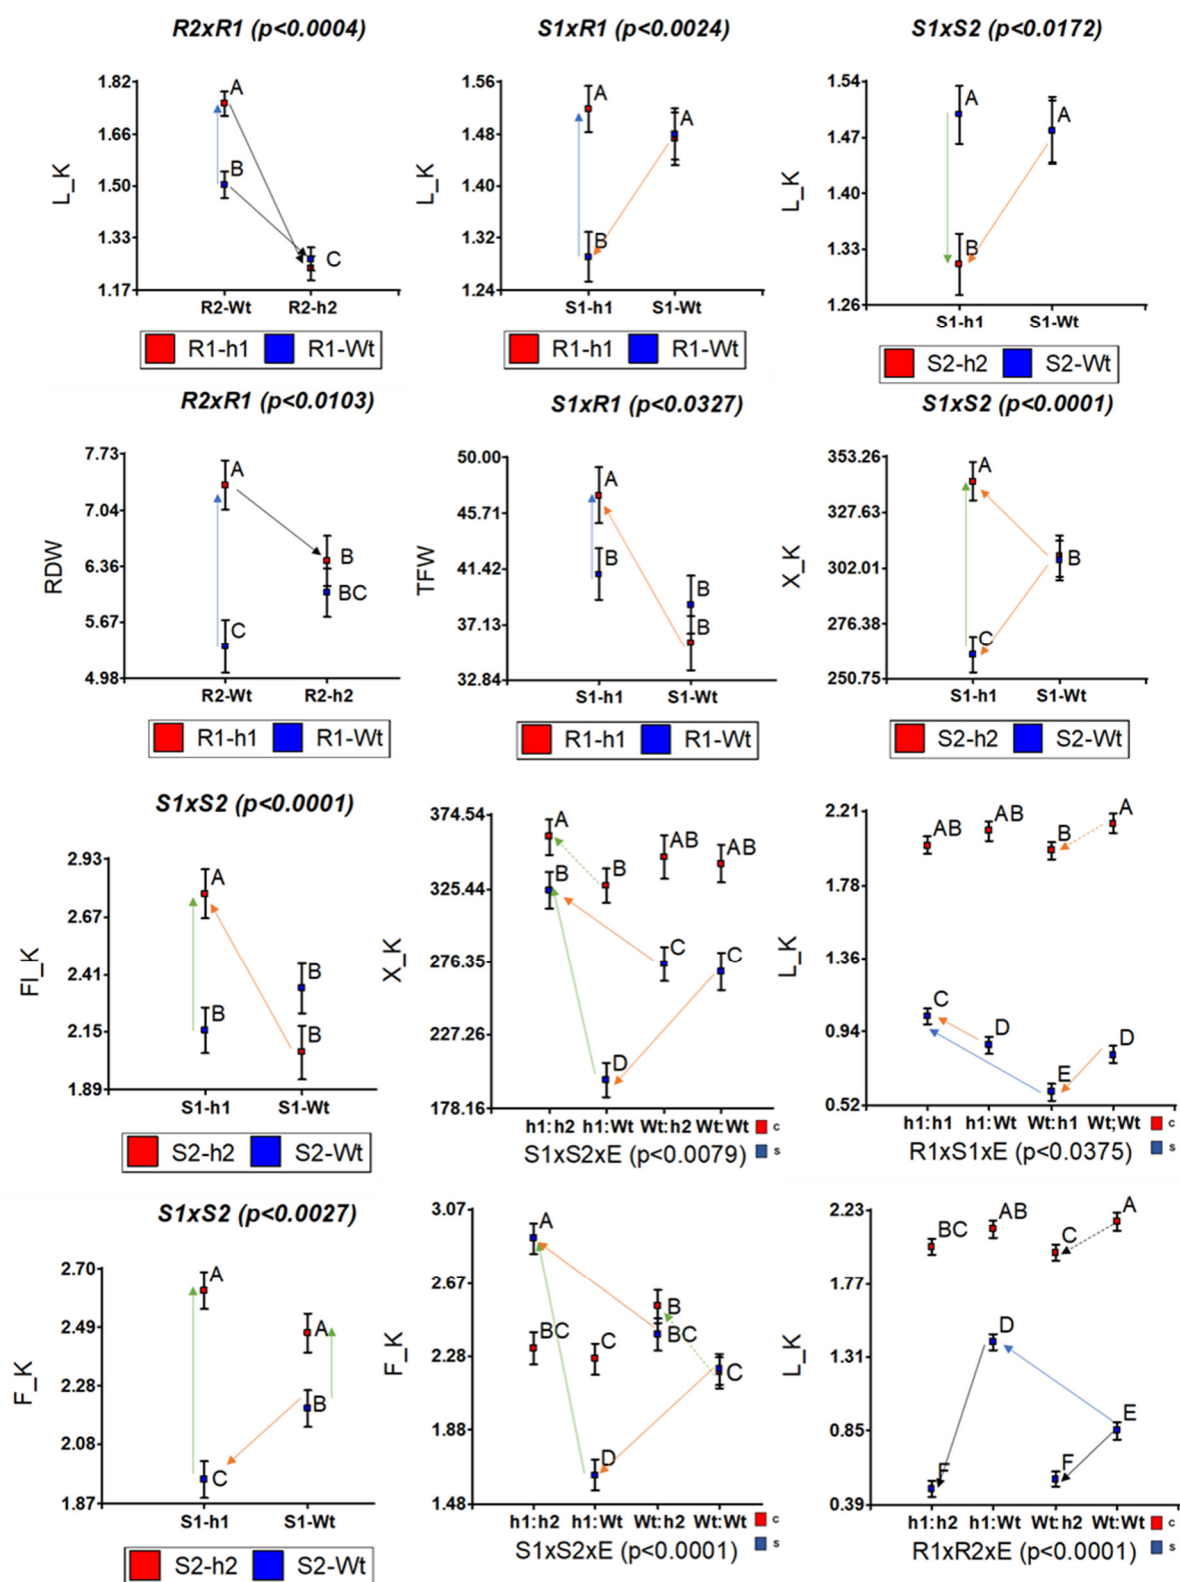 R2xR1 (p<0.0004)
L_K
1.82
1.66
1.50
1.33
1.17
A
B
C
R2-Wt R2-h2
R1-h1 R1-Wt
S1xR1 (p<0.0024)
L_K
1.56
1.48
1.40
1.32
1.24
A
A
B
S1-h1 S1-Wt
R1-h1 R1-Wt
S1xS2 (p<0.0172)
L_K
1.54
1.47
1.40
1.33
1.26
A
A
B
S1-h1 S1-Wt
S2-h2 S2-Wt
R2xR1 (p<0.0103)
RDW
7.73
7.04
6.36
5.67
4.98
A
B
BC
C
R2-Wt R2-h2
R1-h1 R1-Wt
S1xR1 (p<0.0327)
TFW
50.00
45.71
41.42
37.13
32.84
A
B
B
B
S1-h1 S1-Wt
R1-h1 R1-Wt
S1xS2 (p<0.0001)
X_K
353.26
327.63
302.01
276.38
250.75
A
B
C
S1-h1 S1-Wt
S2-h2 S2-Wt
S1xS2 (p<0.0001)
FI_K
2.93
2.67
2.41
2.15
1.89
A
B
B
B
S1-h1 S1-Wt
S2-h2 S2-Wt
X_K
374.54
325.44
276.35
227.26
178.16
A
B
B
AB
AB
C
C
D
h1:h2 h1:Wt Wt:h2 Wt:Wt
c
S1xS2xE (p<0.0079)
s
L_K
2.21
1.78
1.36
0.94
0.52
AB
AB
B
A
C
D
E
D
h1:h1 h1:Wt Wt:h1 Wt;Wt
c
R1xS1xE (p<0.0375)
s
S1xS2 (p<0.0027)
F_K
2.70
2.49
2.28
2.08
1.87
A
A
B
C
S1-h1 S1-Wt
S2-h2 S2-Wt
F_K
3.07
2.67
2.28
1.88
1.48
A
BC
C
B
BC
C
D
h1:h2 h1:Wt Wt:h2 Wt:Wt
c
S1xS2xE (p<0.0001)
s
L_K
2.23
1.77
1.31
0.85
0.39
BC
AB
C
A
D
E
F
F
h1:h2 h1:Wt Wt:h2 Wt:Wt
c
R1xR2xE (p<0.0001)
s